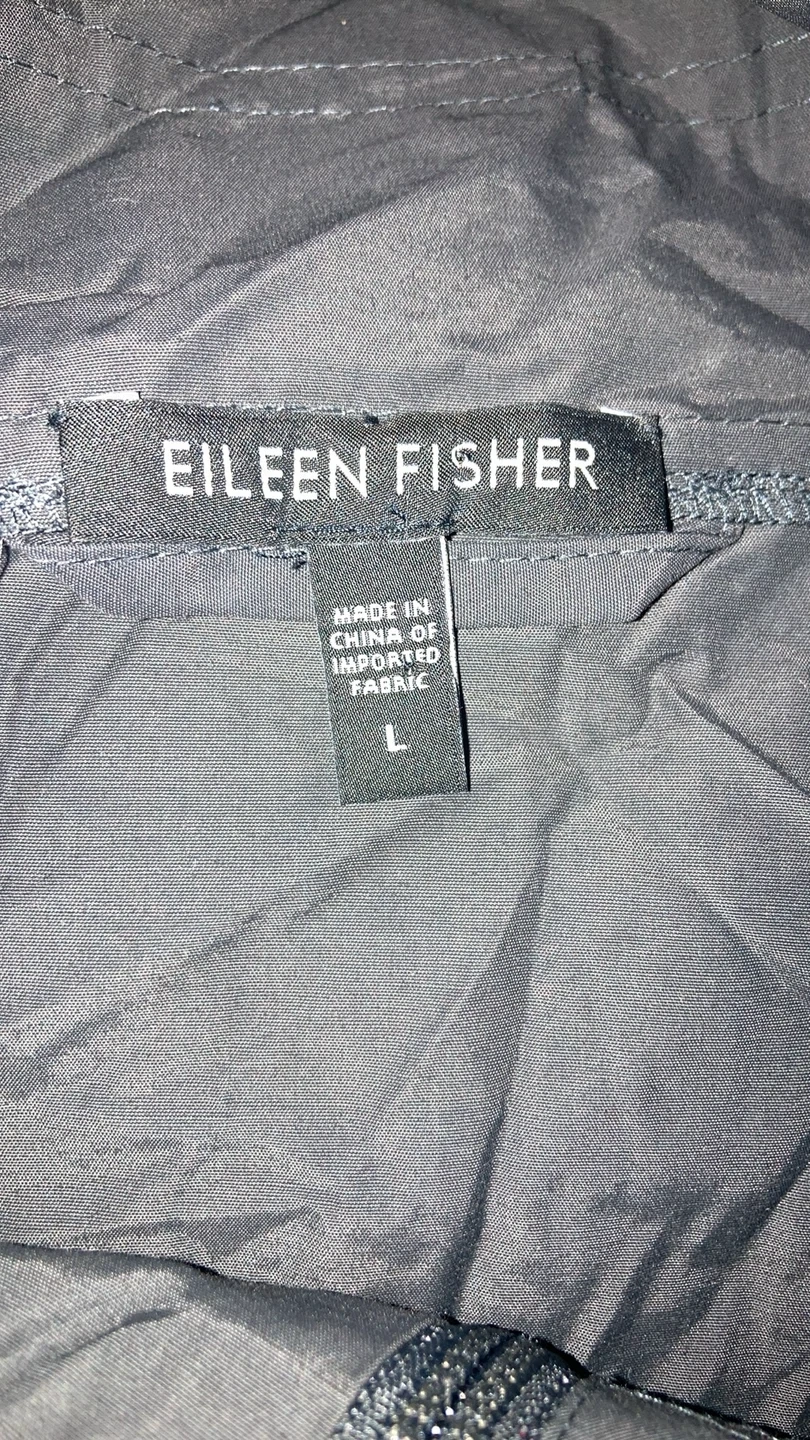 EILEEN FISHER
MADE IN
CHINA OF
IMPORTED
FABRIC
L